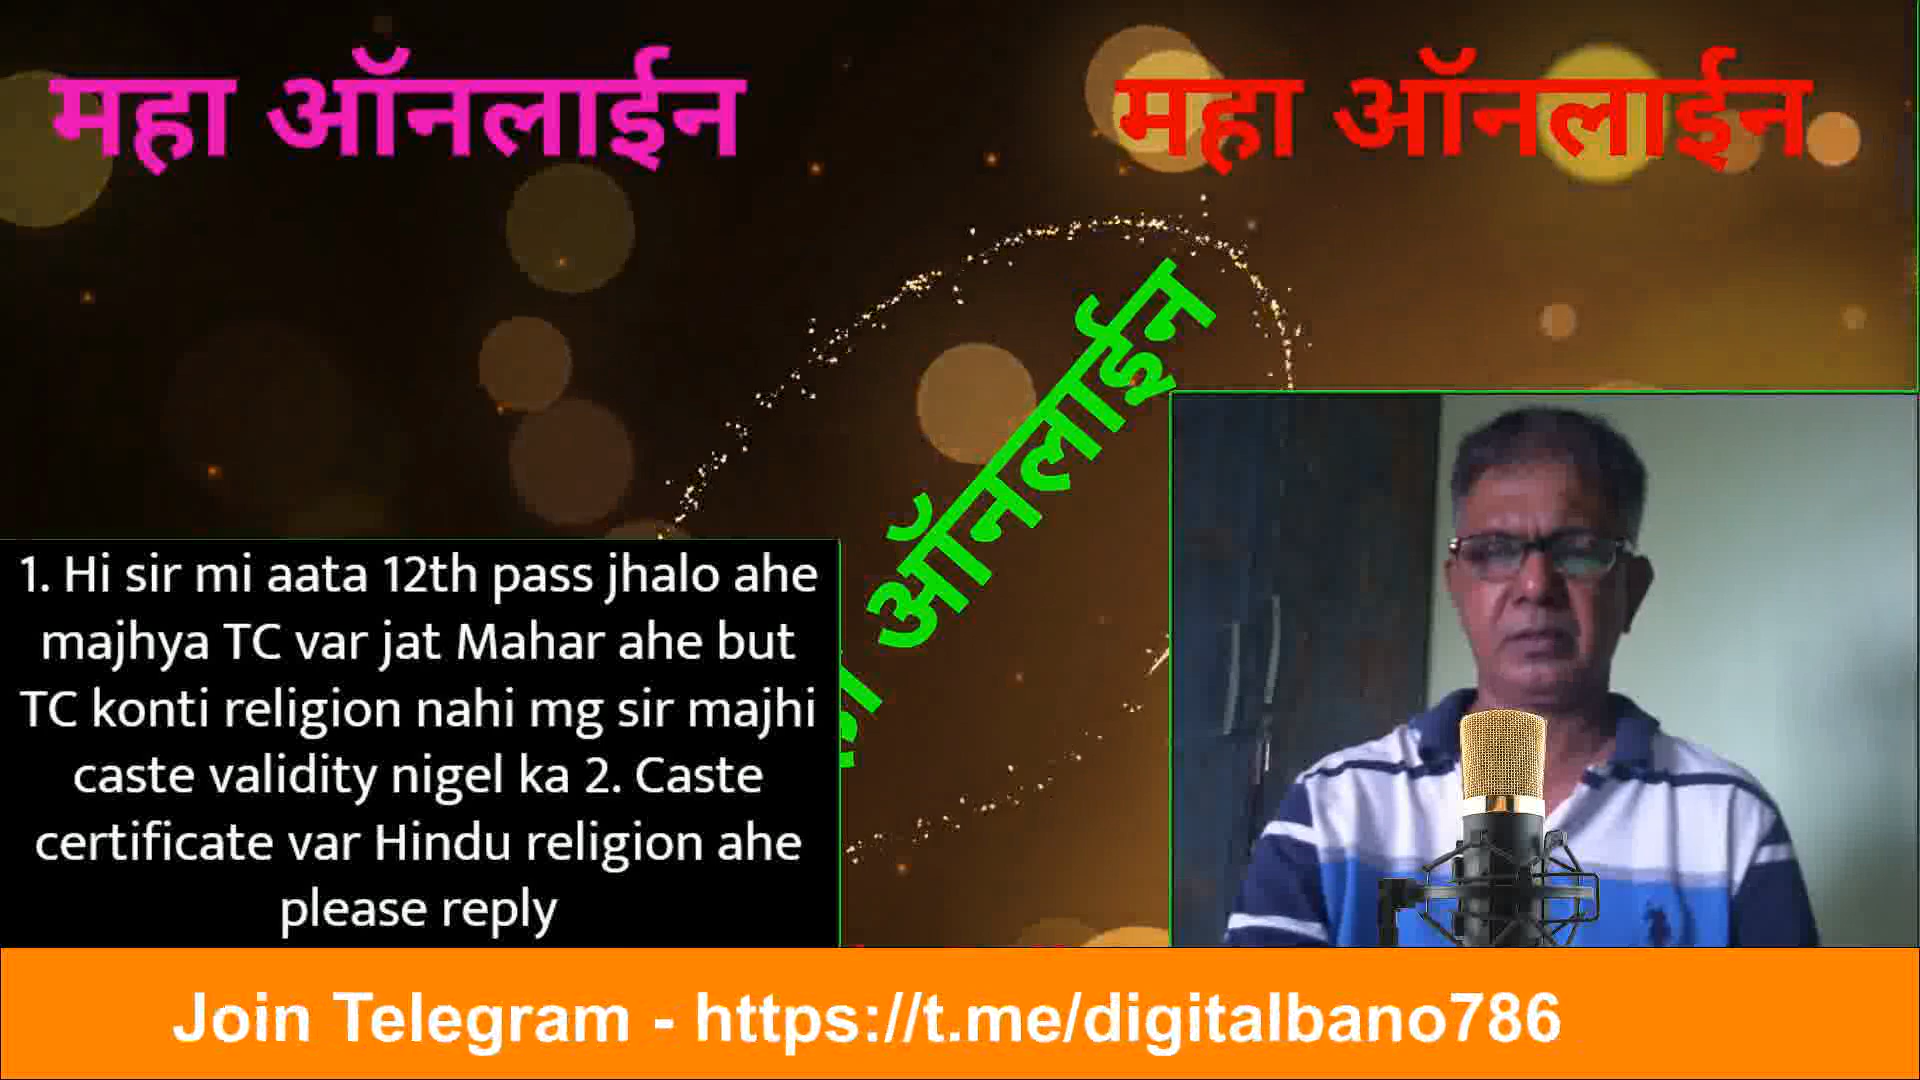 महा ऑनलाईन
महा ऑनलाईन
ऑनलाईन
1. Hi sir mi aata 12th pass jhalo ahe
majhya TC var jat Mahar ahe but
TC konti religion nahi mg sir majhi
caste validity nigel ka 2. Caste
certificate var Hindu religion ahe
please reply
Join Telegram - https://t.me/digitalbano786